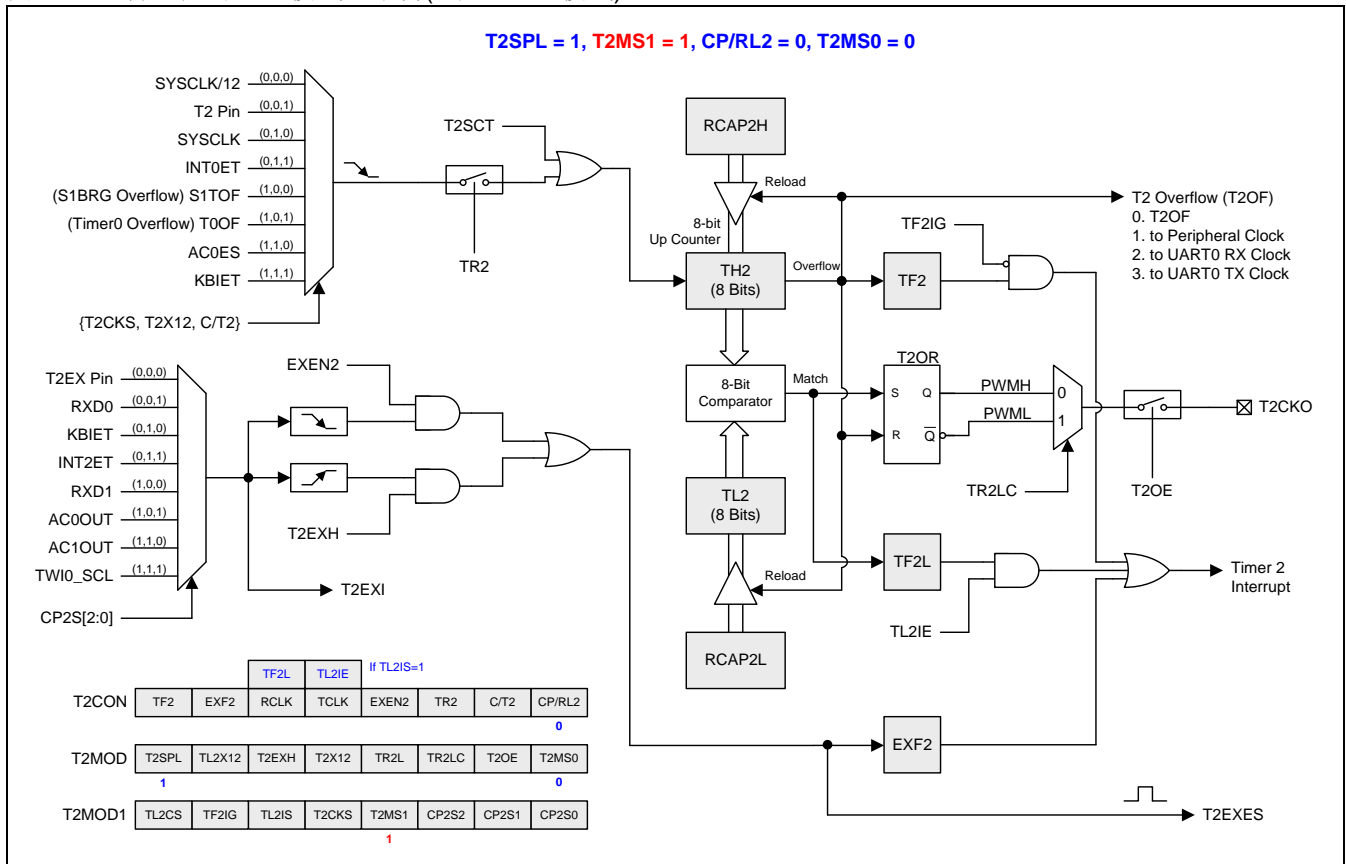 T2SPL = 1, T2MS1 = 1, CP/RL2 = 0, T2MS0 = 0
SYSCLK/12 (0,0,0)
T2 Pin (0,0,1)
SYSCLK (0,1,0)
INT0ET (0,1,1)
(S1BRG Overflow) S1TOF (1,0,0)
(Timer0 Overflow) T0OF (1,0,1)
AC0ES (1,1,0)
KBIET (1,1,1)
{T2CKS, T2X12, C/T2}
T2SCT
TR2
RCAP2H
Reload
8-bit
Up Counter
TH2
(8 Bits)
Overflow
T2 Overflow (T2OF)
0. T2OF
1. to Peripheral Clock
2. to UART0 RX Clock
3. to UART0 TX Clock
TF2IG
TF2
T2EX Pin (0,0,0)
RXD0 (0,0,1)
KBIET (0,1,0)
INT2ET (0,1,1)
RXD1 (1,0,0)
AC0OUT (1,0,1)
AC1OUT (1,1,0)
TWI0_SCL (1,1,1)
CP2S[2:0]
EXEN2
T2EXH
T2EXI
8-Bit
Comparator
Match
T2OR
S Q
R Q
PWMH
PWML
0
1
TR2LC
T2OE
T2CKO
TL2
(8 Bits)
Reload
RCAP2L
TF2L
TL2IE
Timer 2
Interrupt
EXF2
T2EXES
TF2L TL2IE If TL2IS=1
T2CON TF2 EXF2 RCLK TCLK EXEN2 TR2 C/T2 CP/RL2
0
T2MOD T2SPL TL2X12 T2EXH T2X12 TR2L TR2LC T2OE T2MS0
1 0
T2MOD1 TL2CS TF2IG TL2IS T2CKS T2MS1 CP2S2 CP2S1 CP2S0
1